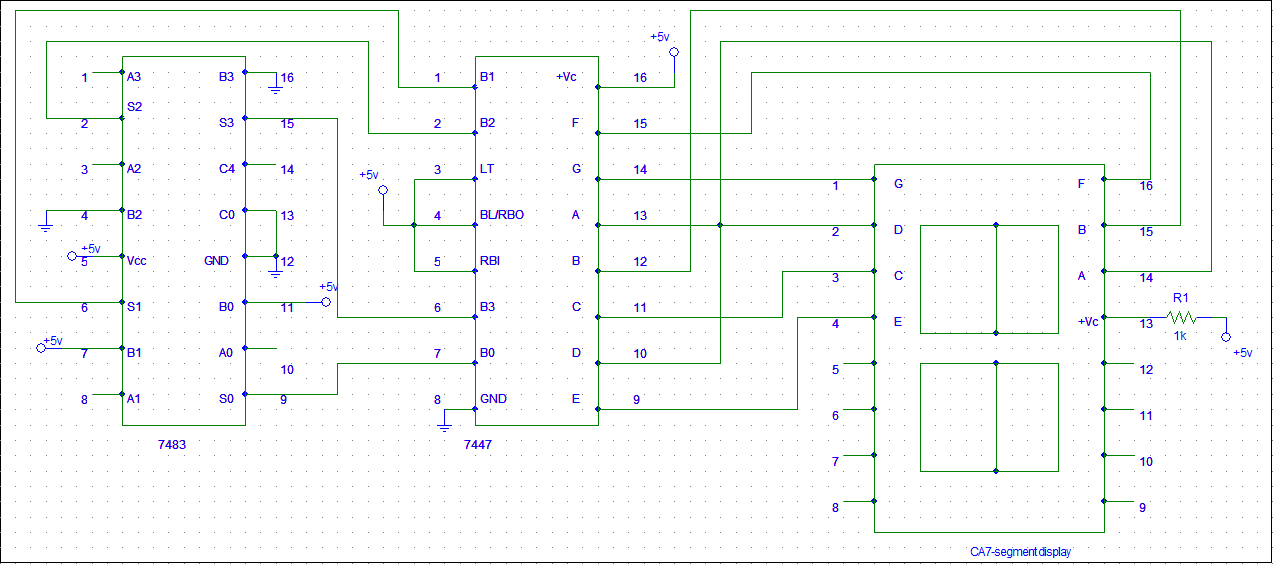 +5v
1 A3 B3 16
S2
2 S3 15
3 A2 C4 14
4 B2 C0 13
+5v
5 Vcc GND 12
+5v
6 S1 B0 11
+5v
7 B1 A0
10
8 A1 S0 9
7483
1 B1 +Vc 16
2 B2 F 15
3 LT G 14
+5v
4 BL/RBO A 13
5 RBI B 12
6 B3 C 11
7 B0 D 10
8 GND E 9
7447
1 G F 16
2 D B 15
3 C A 14
R1
4 E +Vc 13
1k
+5v
5 12
6 11
7 10
8 9
CA7-segment display